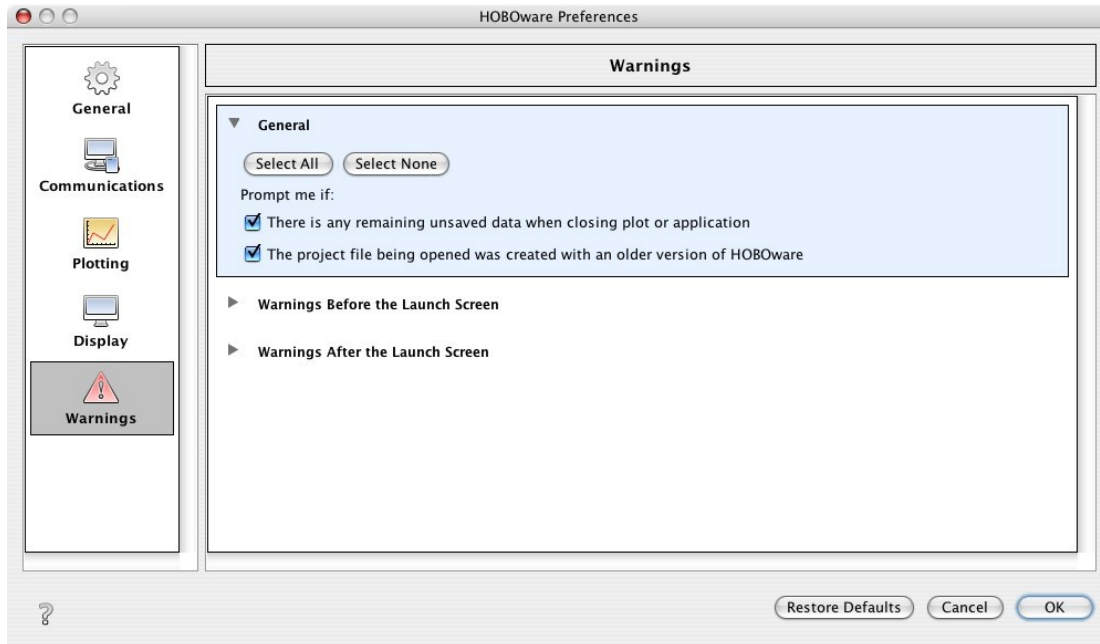 HOBOware Preferences
General
Communications
Plotting
Display
Warnings
Warnings
General
Select All Select None
Prompt me if:
There is any remaining unsaved data when closing plot or application
The project file being opened was created with an older version of HOBOware
Warnings Before the Launch Screen
Warnings After the Launch Screen
?
Restore Defaults Cancel OK